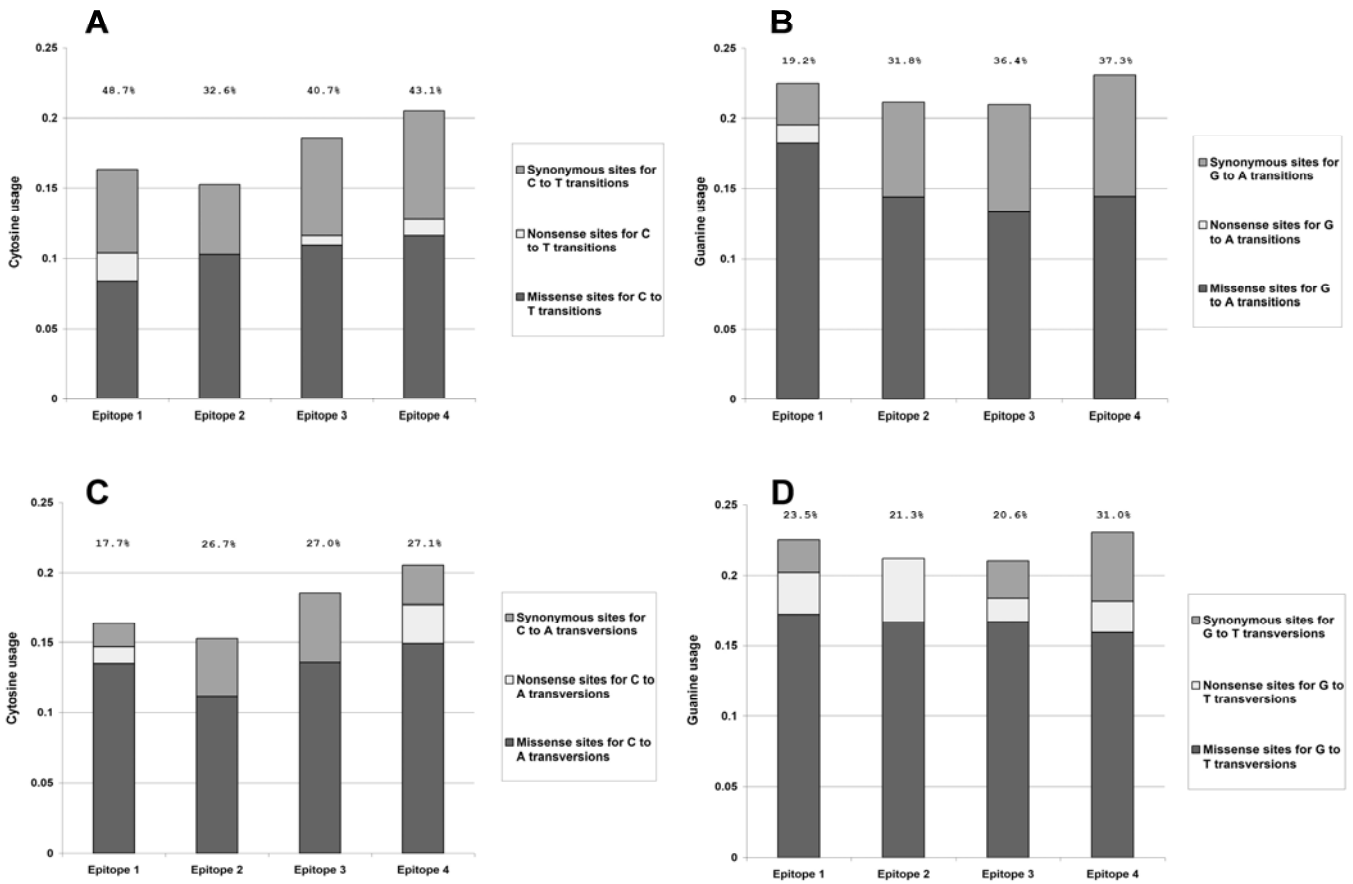 A
0.25
48.7% 32.6% 40.7% 43.1%
0.2
0.15
0.1
0.05
0
Cytosine usage
Epitope 1 Epitope 2 Epitope 3 Epitope 4
Synonymous sites for
C to T transitions
Nonsense sites for C
to T transitions
Missense sites for C to
T transitions
B
0.25
19.2% 31.8% 36.4% 37.3%
0.2
0.15
0.1
0.05
0
Guanine usage
Epitope 1 Epitope 2 Epitope 3 Epitope 4
Synonymous sites for
G to A transitions
Nonsense sites for G
to A transitions
Missense sites for G
to A transitions
C
0.25
17.7% 26.7% 27.0% 27.1%
0.2
0.15
0.1
0.05
0
Cytosine usage
Epitope 1 Epitope 2 Epitope 3 Epitope 4
Synonymous sites for
C to A transversions
Nonsense sites for C to
A transversions
Missense sites for C to
A transversions
D
0.25
23.5% 21.3% 20.6% 31.0%
0.2
0.15
0.1
0.05
0
Guanine usage
Epitope 1 Epitope 2 Epitope 3 Epitope 4
Synonymous sites for
G to T transversions
Nonsense sites for G to
T transversions
Missense sites for G to
T transversions